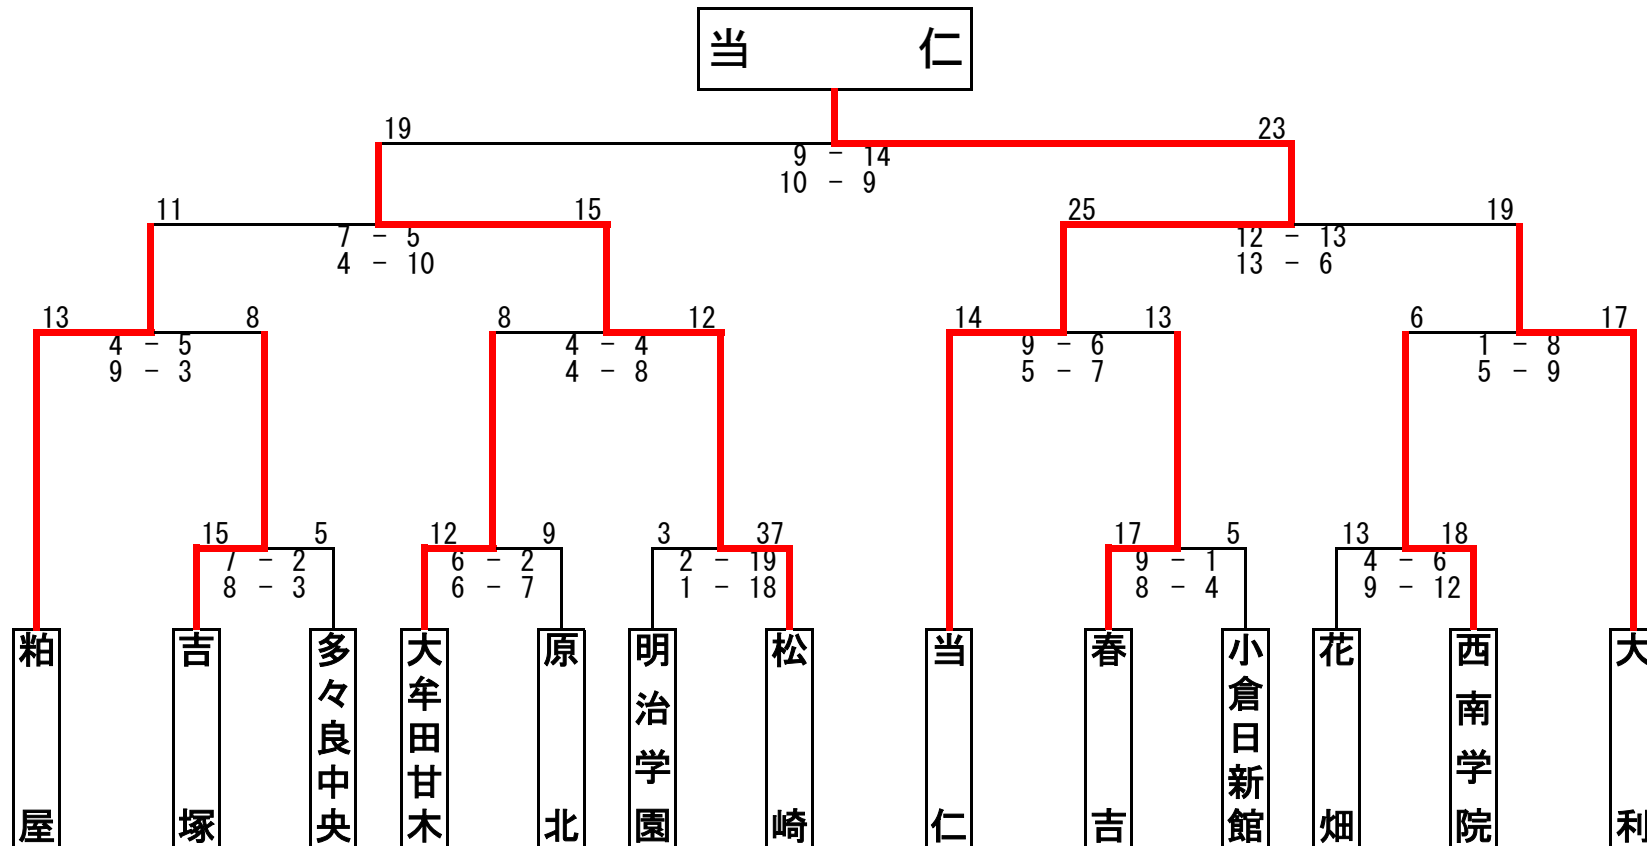 当 仁
19 23
9 - 14
10 - 9
11 15 25 19
7 - 5 12 - 13
4 - 10 13 - 6
13 8 8 12 14 13 6 17
4 - 5 4 - 4 9 - 6 1 - 8
9 - 3 4 - 8 5 - 7 5 - 9
15 5 12 9 3 37 17 5 13 18
7 - 2 6 - 2 2 - 19 9 - 1 4 - 6
8 - 3 6 - 7 1 - 18 8 - 4 9 - 12
粕屋
吉塚
多々良中央
大牟田甘木
原北
明治学園
松崎
当仁
春吉
小倉日新館
花畑
西南学院
大利